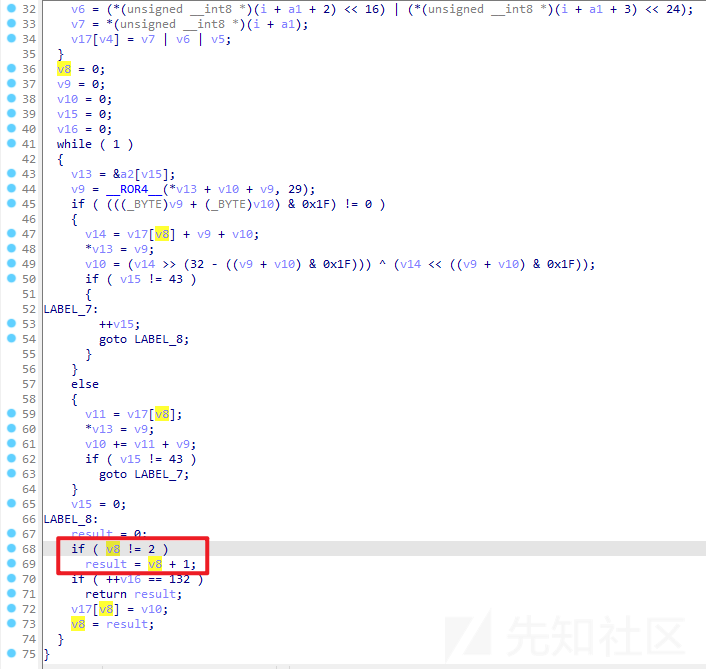 32 v6 = (*(unsigned __int8 *)(i + a1 + 2) << 16) | (*(unsigned __int8 *)(i + a1 + 3) << 24);
33 v7 = *(unsigned __int8 *)(i + a1);
34 v17[v4] = v7 | v6 | v5;
35 }
36 v8 = 0;
37 v9 = 0;
38 v10 = 0;
39 v15 = 0;
40 v16 = 0;
41 while ( 1 )
42 {
43 v13 = &a2[v15];
44 v9 = __ROR4__(*v13 + v10 + v9, 29);
45 if ( (((_BYTE)v9 + (_BYTE)v10) & 0x1F) != 0 )
46 {
47 v14 = v17[v8] + v9 + v10;
48 *v13 = v9;
49 v10 = (v14 >> (32 - ((v9 + v10) & 0x1F))) ^ (v14 << ((v9 + v10) & 0x1F));
50 if ( v15 != 43 )
51 {
52 LABEL_7:
53 ++v15;
54 goto LABEL_8;
55 }
56 }
57 else
58 {
59 v11 = v17[v8];
60 *v13 = v9;
61 v10 += v11 + v9;
62 if ( v15 != 43 )
63 goto LABEL_7;
64 }
65 v15 = 0;
66 LABEL_8:
67 result = 0;
68 if ( v8 != 2 )
69 result = v8 + 1;
70 if ( ++v16 == 132 )
71 return result;
72 v17[v8] = v10;
73 v8 = result;
74 }
75 }
先知社区